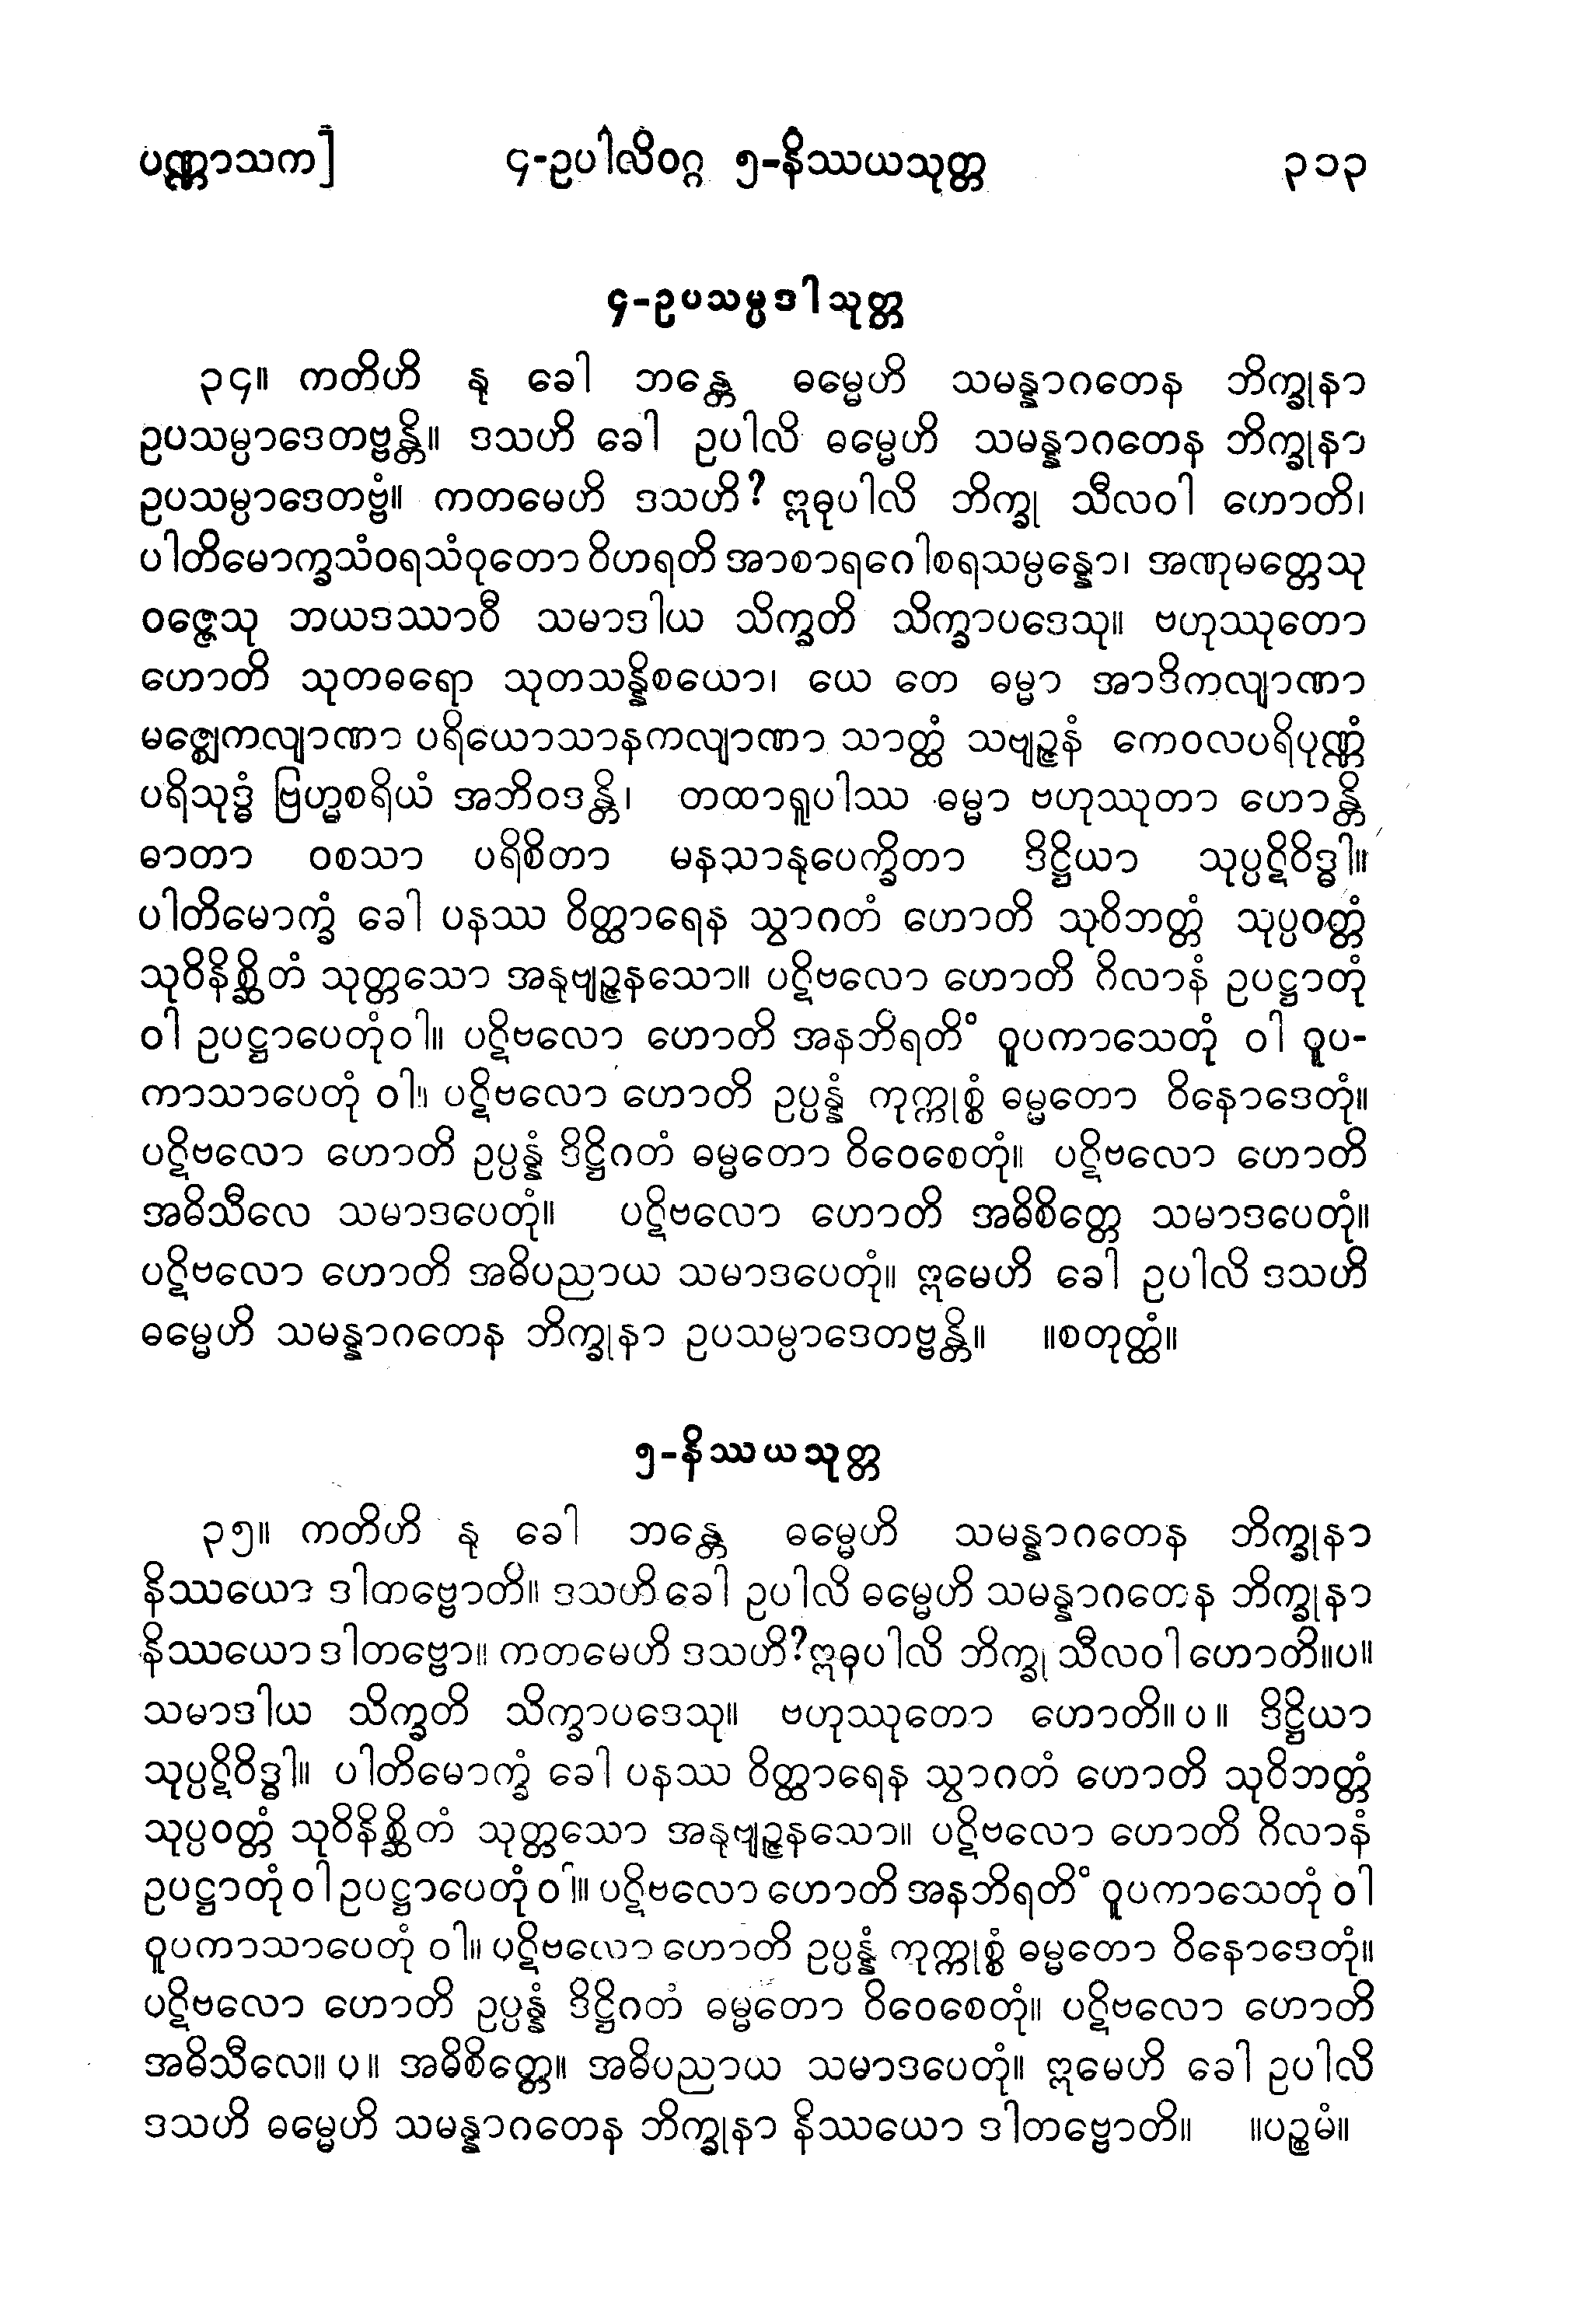 ပဏ္ဏာသက] ၄-ဥပါလိဝဂ္ဂ ၅-နိဿယသုတ္တ ၃၁၃
၄-ဥပသမ္ပဒါသုတ္တ
၃၄။ ကတိဟိ နု ခေါ ဘန္တေ ဓမ္မေဟိ သမန္နာဂတေန ဘိက္ခုနာ
ဥပသမ္ပာဒေတဗ္ဗန္တိ။ ဒသဟိ ခေါ ဥပါလိ ဓမ္မေဟိ သမန္နာဂတေန ဘိက္ခုနာ
ဥပသမ္ပာဒေတဗ္ဗံ။ ကတမေဟိ ဒသဟိ? ဣဓုပါလိ ဘိက္ခု သီလဝါ ဟောတိ၊
ပါတိမောက္ခသံဝရသံဝုတော ဝိဟရတိ အာစာရဂေါစရသမ္ပန္နော၊ အဏုမတ္တေသု
ဝဇ္ဇေသု ဘယဒဿာဝီ သမာဒါယ သိက္ခတိ သိက္ခာပဒေသု။ ဗဟုဿုတော
ဟောတိ သုတဓရော သုတသန္နိစယော၊ ယေ တေ ဓမ္မာ အာဒိကလျာဏာ
မဇ္ဈေကလျာဏာ ပရိယောသာနကလျာဏာ သာတ္ထံ သဗျဉ္ဇနံ ကေဝလပရိပုဏ္ဏံ
ပရိသုဒ္ဓံ ဗြဟ္မစရိယံ အဘိဝဒန္တိ၊ တထာရူပါဿ ဓမ္မာ ဗဟုဿုတာ ဟောန္တိ
ဓာတာ ဝစသာ ပရိစိတာ မနသာနုပေက္ခိတာ ဒိဋ္ဌိယာ သုပ္ပဋိဝိဒ္ဓါ။
ပါတိမောက္ခံ ခေါ ပနဿ ဝိတ္ထာရေန သွာဂတံ ဟောတိ သုဝိဘတ္တံ သုပ္ပဝတ္တံ
သုဝိနိစ္ဆိတံ သုတ္တသော အနုဗျဉ္ဇနသော။ ပဋိဗလော ဟောတိ ဂိလာနံ ဥပဋ္ဌာတုံ
ဝါ ဥပဋ္ဌာပေတုံဝါ။ ပဋိဗလော ဟောတိ အနဘိရတိံ ဝူပကာသေတုံ ဝါ ဝူပ-
ကာသာပေတုံ ဝါ။ ပဋိဗလော ဟောတိ ဥပ္ပန္နံ ကုက္ကုစ္စံ ဓမ္မတော ဝိနောဒေတုံ။
ပဋိဗလော ဟောတိ ဥပ္ပန္နံ ဒိဋ္ဌိဂတံ ဓမ္မတော ဝိဝေစေတုံ။ ပဋိဗလော ဟောတိ
အဓိသီလေ သမာဒပေတုံ။ ပဋိဗလော ဟောတိ အဓိစိတ္တေ သမာဒပေတုံ။
ပဋိဗလော ဟောတိ အဓိပညာယ သမာဒပေတုံ။ ဣမေဟိ ခေါ ဥပါလိ ဒသဟိ
ဓမ္မေဟိ သမန္နာဂတေန ဘိက္ခုနာ ဥပသမ္ပာဒေတဗ္ဗန္တိ။ ။စတုတ္ထံ။
၅-နိဿယသုတ္တ
၃၅။ ကတိဟိ နု ခေါ ဘန္တေ ဓမ္မေဟိ သမန္နာဂတေန ဘိက္ခုနာ
နိဿယော ဒါတဗ္ဗောတိ။ ဒသဟိ ခေါ ဥပါလိ ဓမ္မေဟိ သမန္နာဂတေန ဘိက္ခုနာ
နိဿယော ဒါတဗ္ဗော။ ကတမေဟိ ဒသဟိ?ဣဓုပါလိ ဘိက္ခု သီလဝါ ဟောတိ။ပ။
သမာဒါယ သိက္ခတိ သိက္ခာပဒေသု။ ဗဟုဿုတော ဟောတိ။ ပ။ ဒိဋ္ဌိယာ
သုပ္ပဋိဝိဒ္ဓါ။ ပါတိမောက္ခံ ခေါ ပနဿ ဝိတ္ထာရေန သွာဂတံ ဟောတိ သုဝိဘတ္တံ
သုပ္ပဝတ္တံ သုဝိနိစ္ဆိတံ သုတ္တသော အနုဗျဉ္ဇနသော။ ပဋိဗလော ဟောတိ ဂိလာနံ
ဥပဋ္ဌာတုံ ဝါ ဥပဋ္ဌာပေတုံ ဝါ။ ပဋိဗလော ဟောတိ အနဘိရတိံ ဝူပကာသေတုံ ဝါ
ဝူပကာသာပေတုံ ဝါ။ ပဋိဗလော ဟောတိ ဥပ္ပန္နံ ကုက္ကုစ္စံ ဓမ္မတော ဝိနောဒေတုံ။
ပဋိဗလော ဟောတိ ဥပ္ပန္နံ ဒိဋ္ဌိဂတံ ဓမ္မတော ဝိဝေစေတုံ။ ပဋိဗလော ဟောတိ
အဓိသီလေ။ ပ။ အဓိစိတ္တေ။ အဓိပညာယ သမာဒပေတုံ။ ဣမေဟိ ခေါ ဥပါလိ
ဒသဟိ ဓမ္မေဟိ သမန္နာဂတေန ဘိက္ခုနာ နိဿယော ဒါတဗ္ဗောတိ။ ။ပဉ္စမံ။